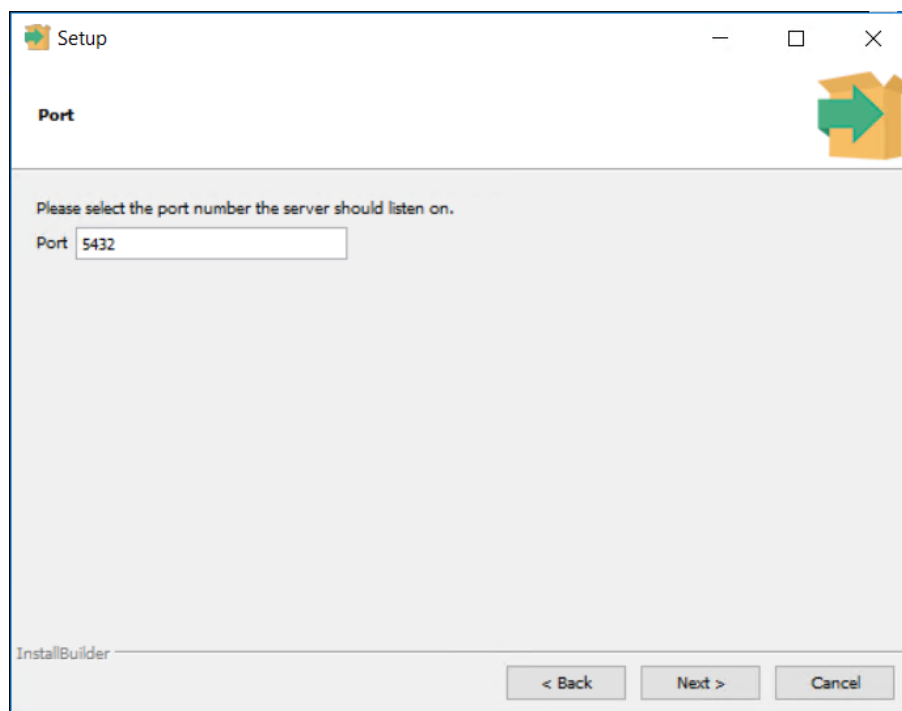 Setup
Port
Please select the port number the server should listen on.
Port 5432
InstallBuilder
< Back Next > Cancel